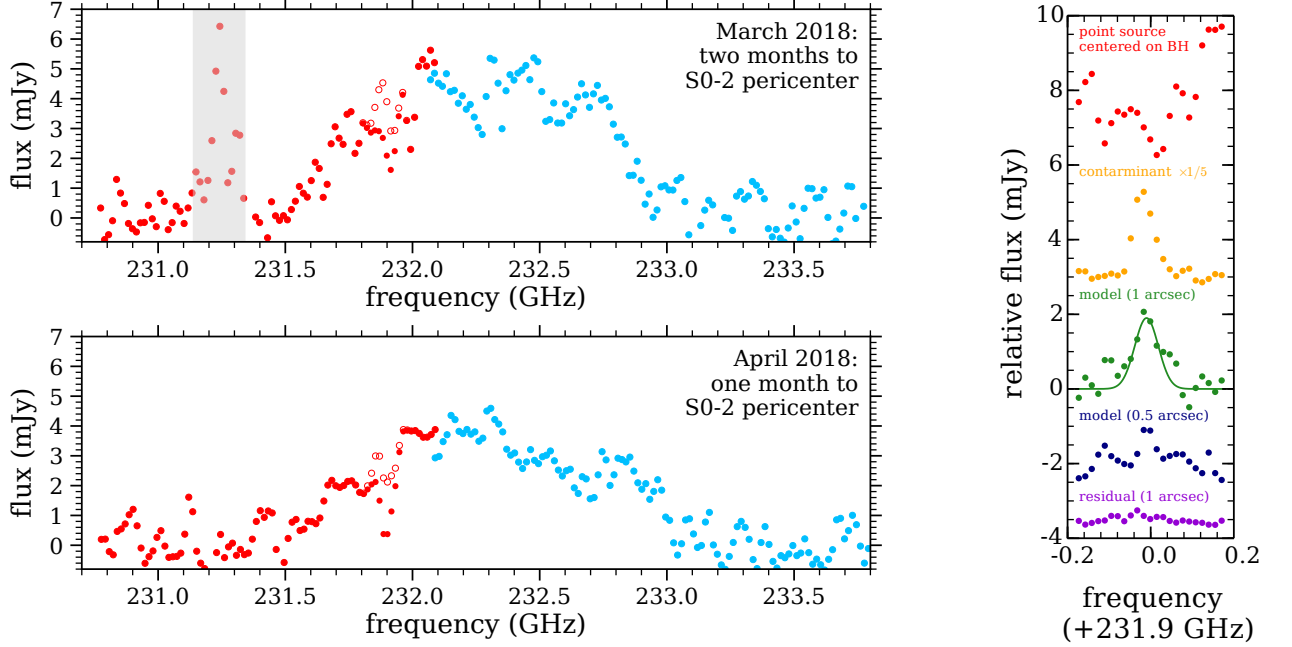 7
6
5
4
3
2
1
0
flux (mJy)
March 2018:
two months to
S0-2 pericenter
231.0
231.5
232.0
232.5
233.0
233.5
frequency (GHz)
7
6
5
4
3
2
1
0
flux (mJy)
April 2018:
one month to
S0-2 pericenter
231.0
231.5
232.0
232.5
233.0
233.5
frequency (GHz)
10
8
6
4
2
0
-2
-4
relative flux (mJy)
point source
centered on BH
contaminant ×1/5
model (1 arcsec)
model (0.5 arcsec)
residual (1 arcsec)
-0.2
0.0
0.2
frequency
(+231.9 GHz)